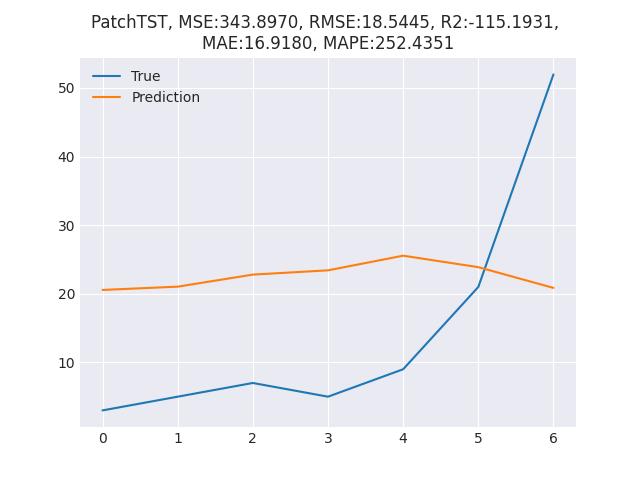 PatchTST, MSE:343.8970, RMSE:18.5445, R2:-115.1931,
MAE:16.9180, MAPE:252.4351
True
Prediction
50
40
30
20
10
0 1 2 3 4 5 6